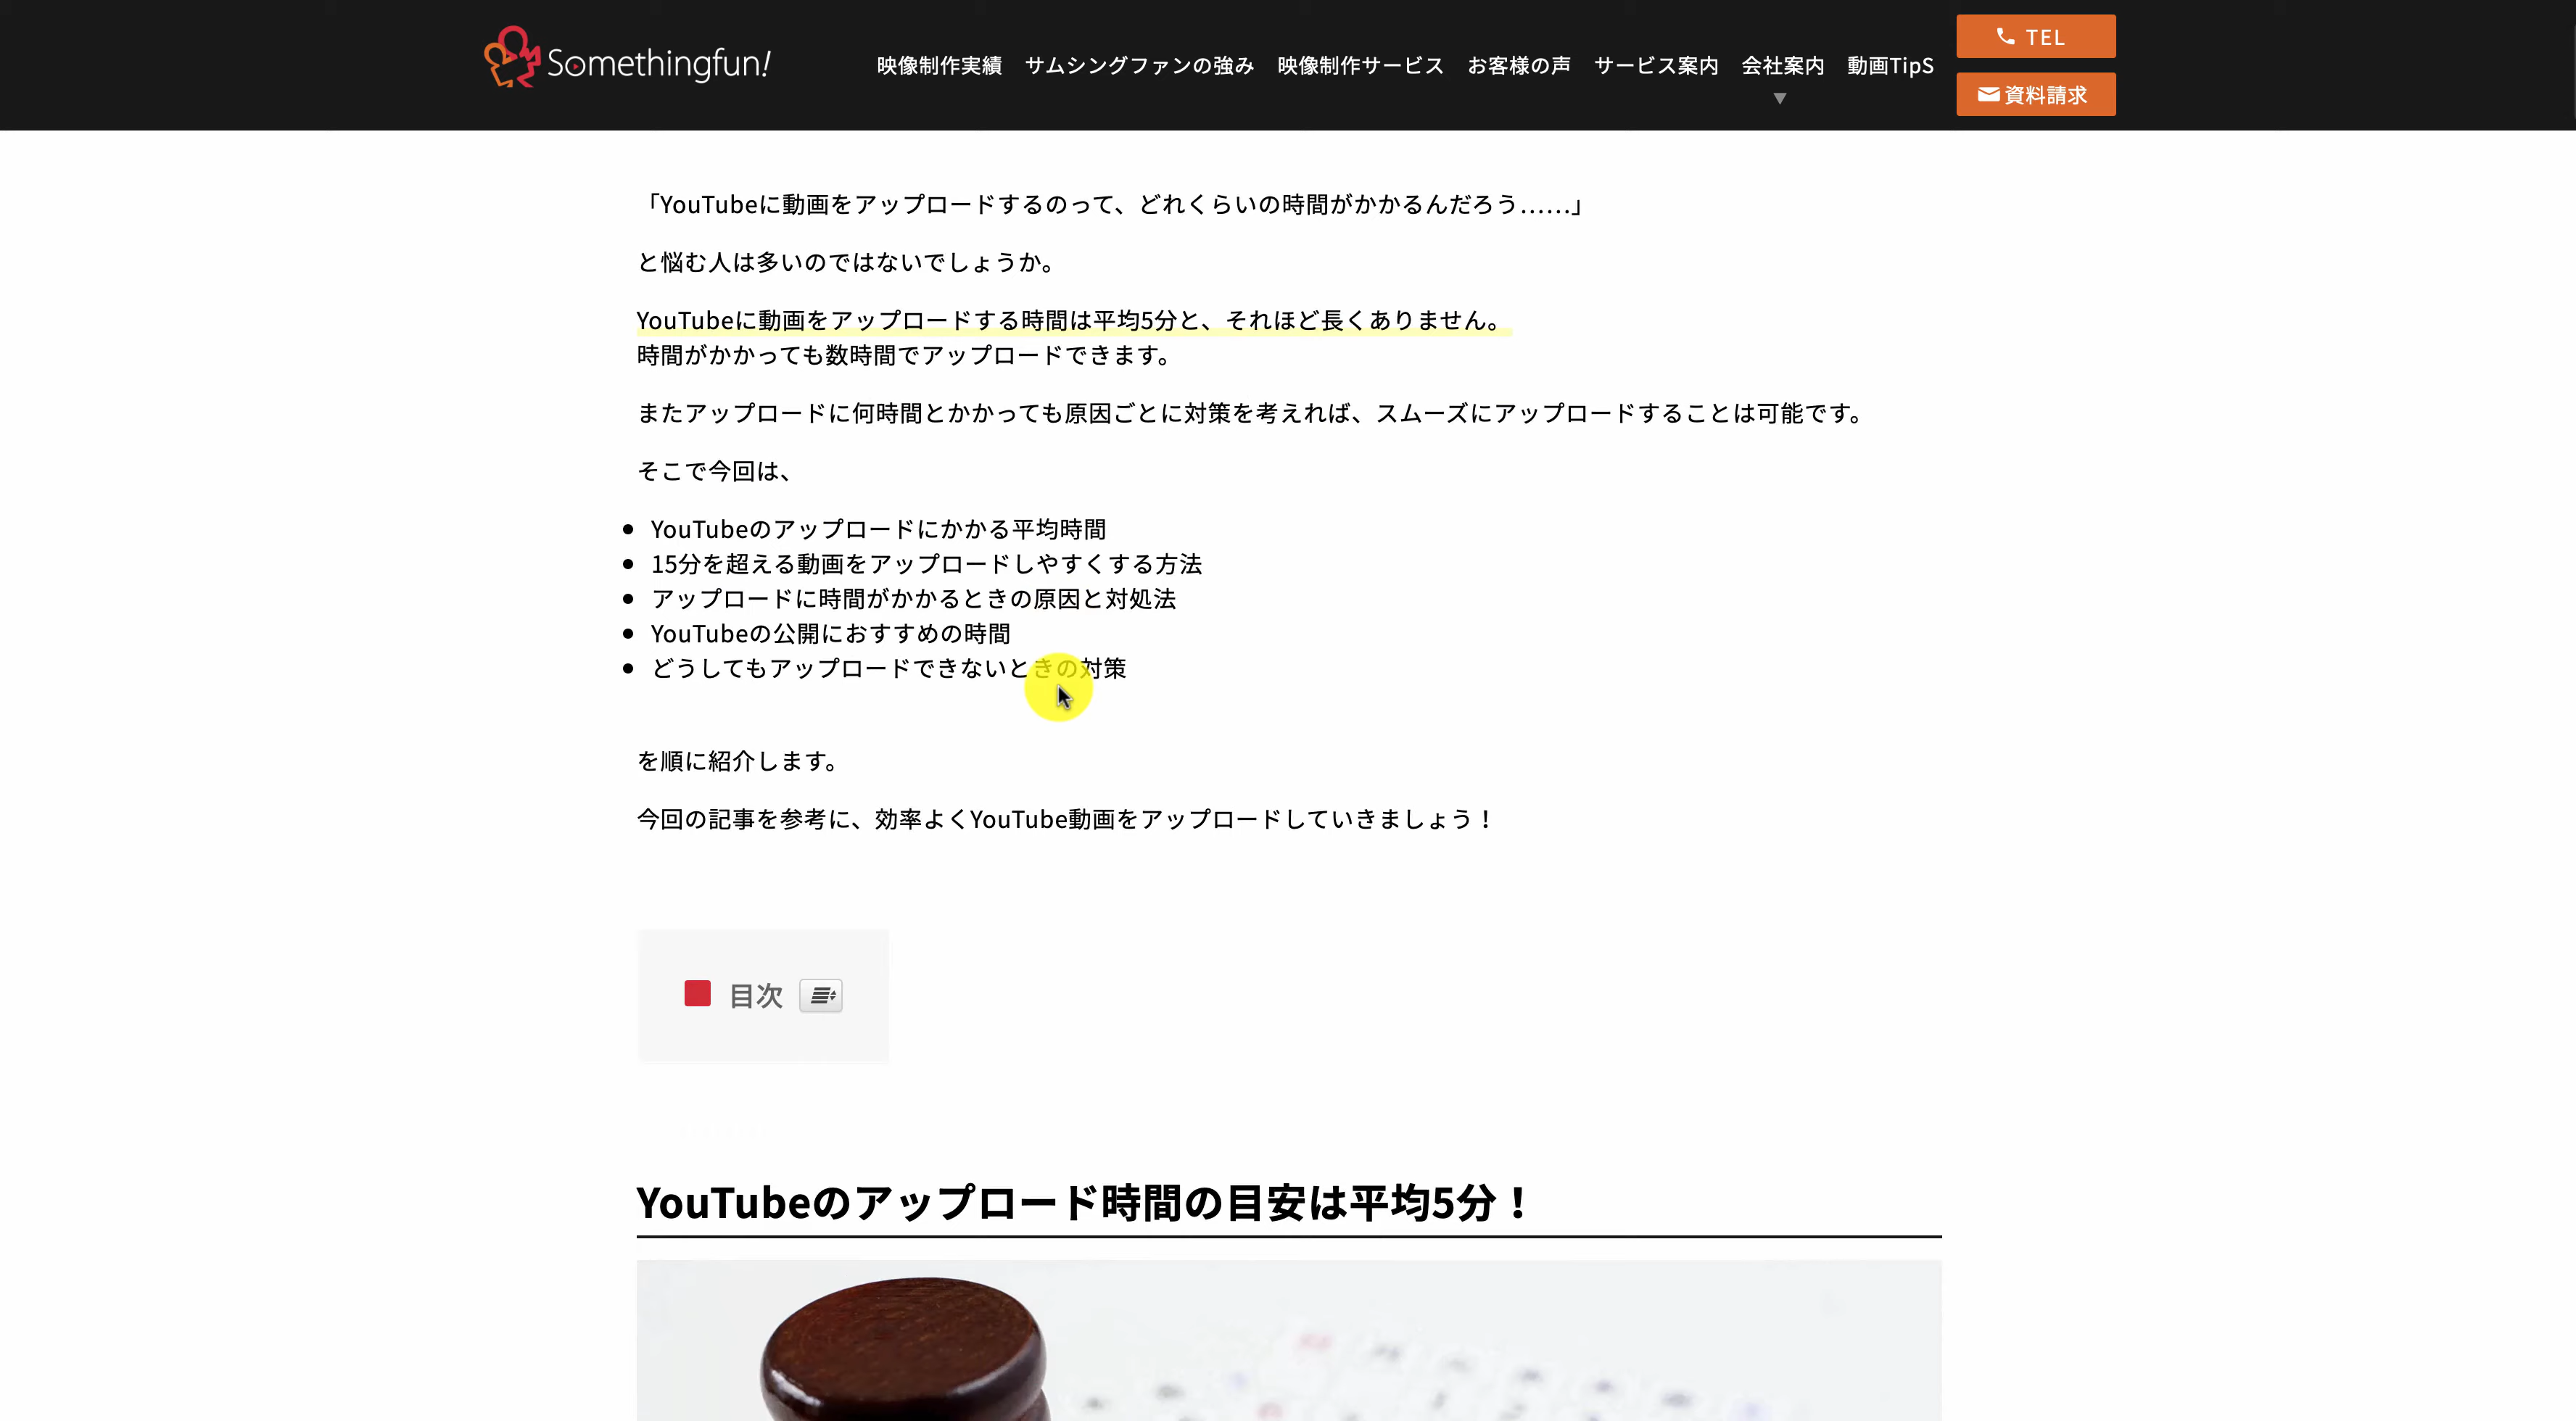 Somethingfun!
映像制作実績 サムシングファンの強み 映像制作サービス お客様の声 サービス案内 会社案内 動画TipS
TEL
資料請求
「YouTubeに動画をアップロードするのって、どれくらいの時間がかかるんだろう……」
と悩む人は多いのではないでしょうか。
YouTubeに動画をアップロードする時間は平均5分と、それほど長くありません。
時間がかかっても数時間でアップロードできます。
またアップロードに何時間とかかっても原因ごとに対策を考えれば、スムーズにアップロードすることは可能です。
そこで今回は、
YouTubeのアップロードにかかる平均時間
15分を超える動画をアップロードしやすくする方法
アップロードに時間がかかるときの原因と対処法
YouTubeの公開におすすめの時間
どうしてもアップロードできないときの対策
を順に紹介します。
今回の記事を参考に、効率よくYouTube動画をアップロードしていきましょう！
目次
YouTubeのアップロード時間の目安は平均5分！